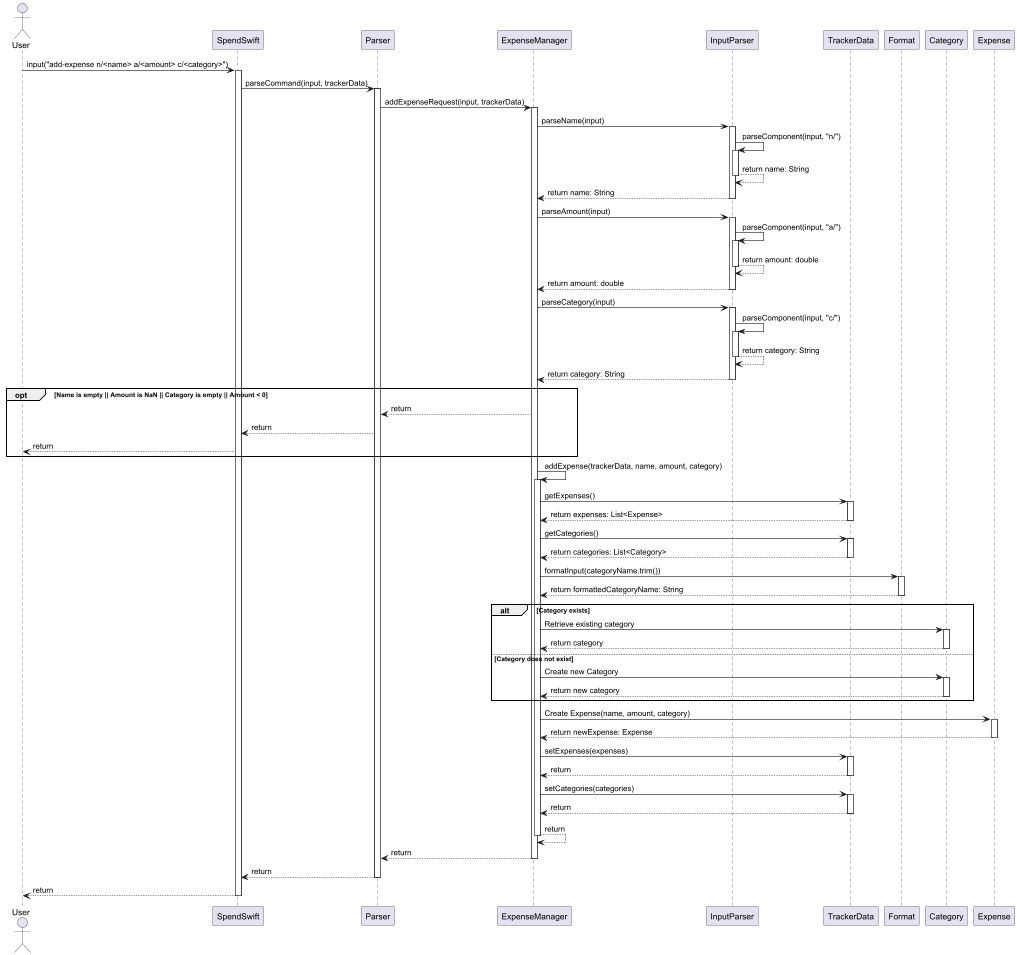 User
SpendSwift
Parser
ExpenseManager
InputParser
TrackerData
Format
Category
Expense
input("add-expense n/<name> a/<amount> c/<category>")
parseCommand(input, trackerData)
addExpenseRequest(input, trackerData)
parseName(input)
parseComponent(input, "n/")
return name: String
return name: String
parseAmount(input)
parseComponent(input, "a/")
return amount: double
return amount: double
parseCategory(input)
parseComponent(input, "c/")
return category: String
return category: String
opt
[Name is empty || Amount is NaN || Category is empty || Amount < 0]
return
return
return
addExpense(trackerData, name, amount, category)
getExpenses()
return expenses: List<Expense>
getCategories()
return categories: List<Category>
formatInput(categoryName.trim())
return formattedCategoryName: String
alt
[Category exists]
Retrieve existing category
return category
[Category does not exist]
Create new Category
return new category
Create Expense(name, amount, category)
return newExpense: Expense
setExpenses(expenses)
return
setCategories(categories)
return
return
return
return
return
User
SpendSwift
Parser
ExpenseManager
InputParser
TrackerData
Format
Category
Expense